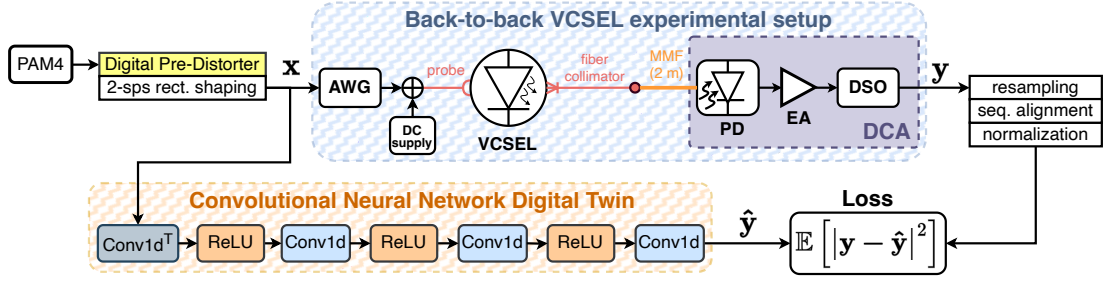 Back-to-back VCSEL experimental setup
PAM4
Digital Pre-Distorter
2-sps rect. shaping
x
AWG
DC
supply
probe
VCSEL
fiber
collimator
MMF
(2 m)
PD
EA
DSO
DCA
y
resampling
seq. alignment
normalization
Convolutional Neural Network Digital Twin
Conv1dᵀ
ReLU
Conv1d
ReLU
Conv1d
ReLU
Conv1d
ŷ
Loss
𝔼[|y − ŷ|²]